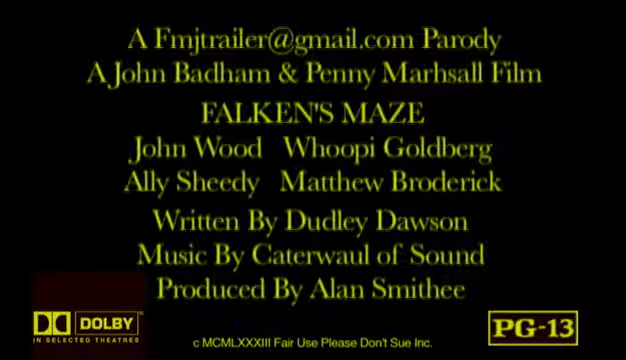 A Fmjtrailer@gmail.com Parody
A John Badham & Penny Marhsall Film
FALKEN'S MAZE
John Wood Whoopi Goldberg
Ally Sheedy Matthew Broderick
Written By Dudley Dawson
Music By Caterwaul of Sound
Produced By Alan Smithee
DOLBY™
IN SELECTED THEATRES
PG-13
c MCMLXXXIII Fair Use Please Don't Sue Inc.